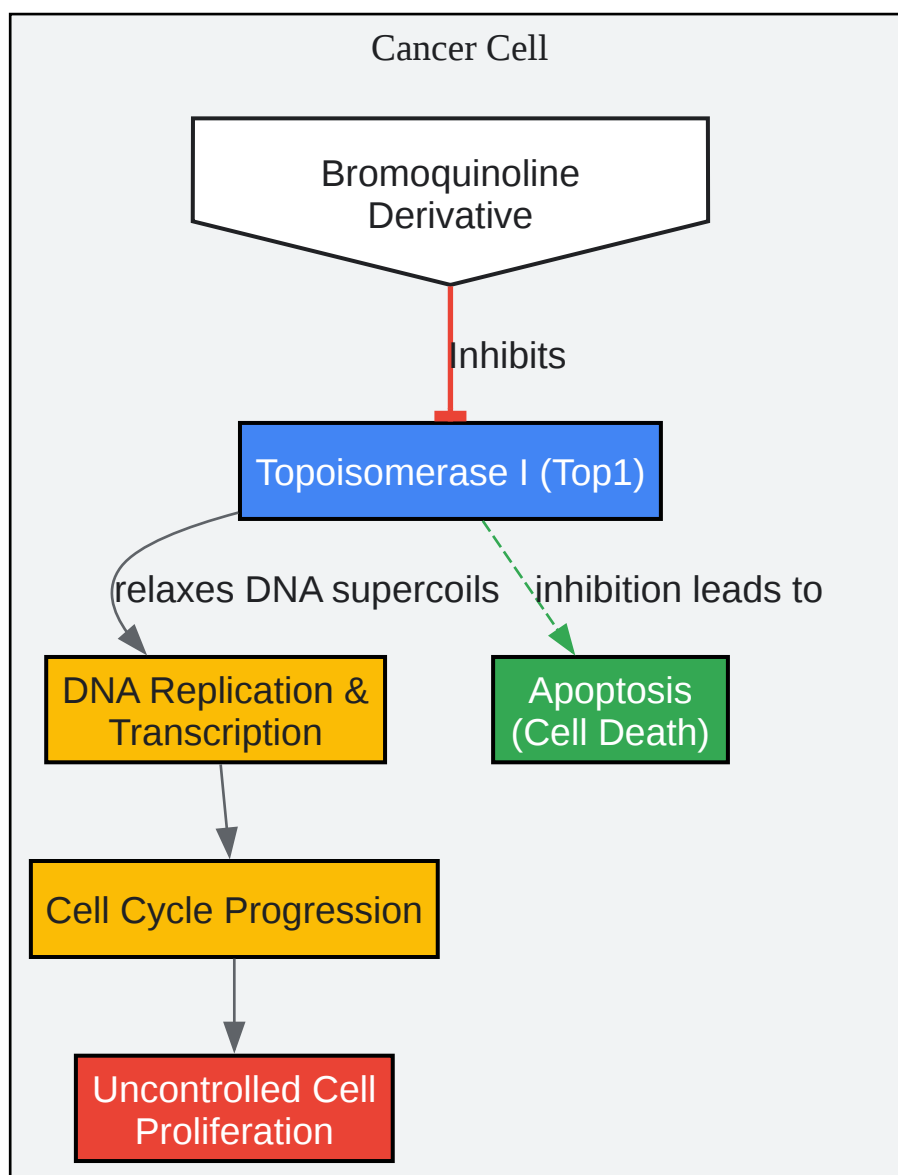 Cancer Cell
Bromoquinoline
Derivative
Inhibits
Topoisomerase I (Top1)
relaxes DNA supercoils
inhibition leads to
DNA Replication &
Transcription
Apoptosis
(Cell Death)
Cell Cycle Progression
Uncontrolled Cell
Proliferation